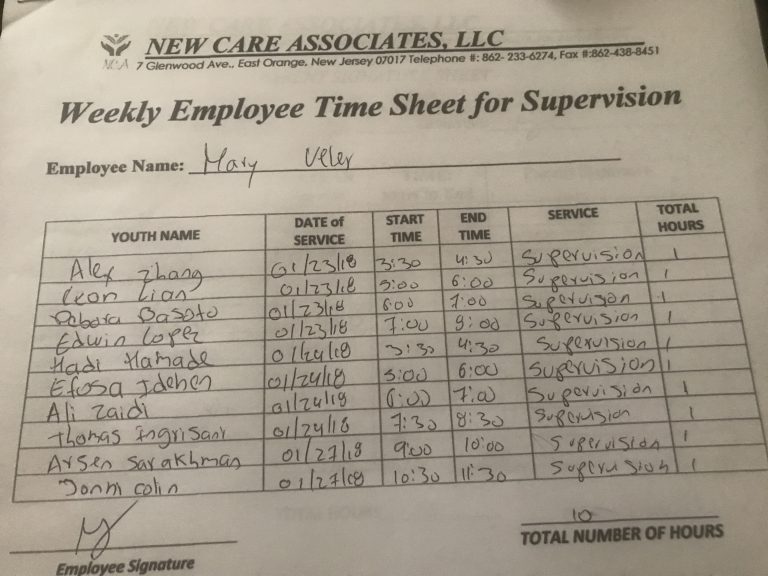 NEW CARE ASSOCIATES, LLC
NCA 7 Glenwood Ave., East Orange, New Jersey 07017 Telephone #: 862- 233-6274, Fax #:862-438-8451
Weekly Employee Time Sheet for Supervision
Employee Name: Mary Veler
YOUTH NAME DATE of SERVICE START TIME END TIME SERVICE TOTAL HOURS
Alex Zhang 01/23/18 3:30 4:30 Supervision 1
Leon Lian 01/23/18 5:00 6:00 Supervision 1
Basoto 01/23/18 6:00 7:00 Supervision 1
Edwin Lopez 01/23/18 7:00 9:00 Supervision 1
Hadi Hamade 01/24/18 3:30 4:30 Supervision 1
Efosa Idehen 01/24/18 5:00 6:00 Supervision 1
Ali Zaidi 01/24/18 6:00 7:00 Supervision 1
Thomas Ingrisani 01/24/18 7:30 8:30 Supervision 1
Arsen Sarakhman 01/27/18 9:00 10:00 Supervision 1
colin 01/27/18 10:30 11:30 Supervision 1
10
Employee Signature TOTAL NUMBER OF HOURS